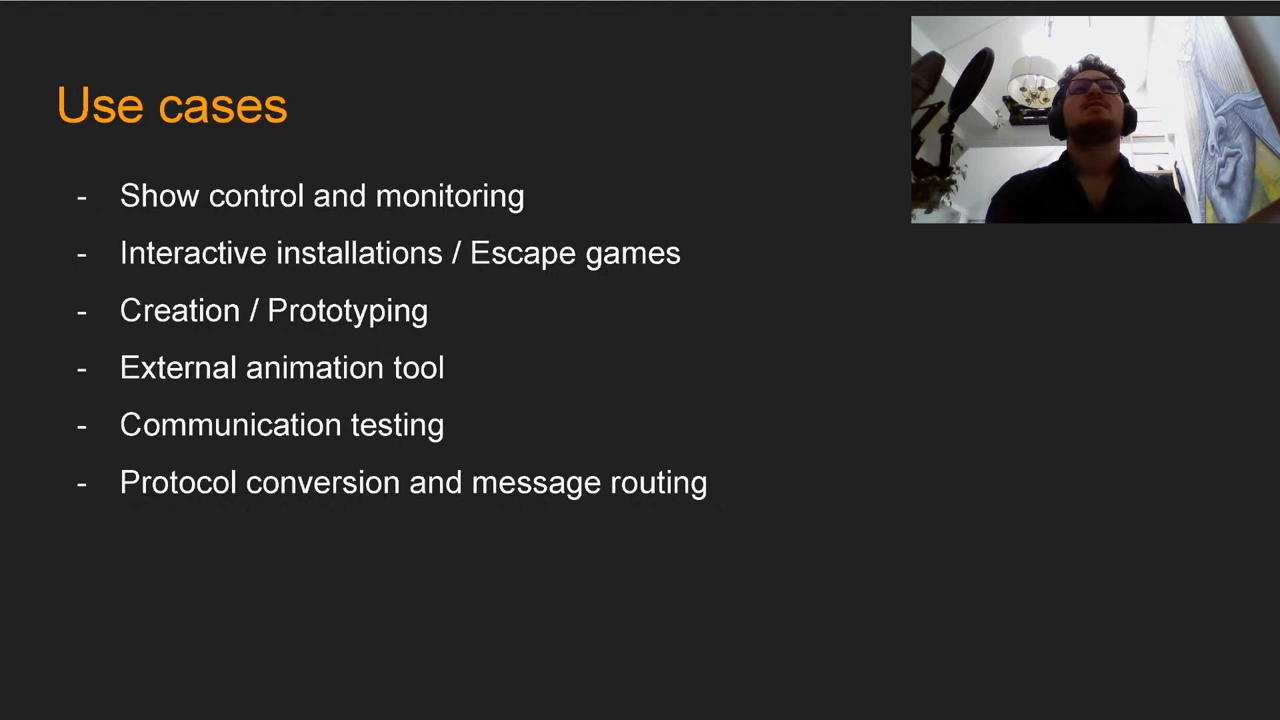 Use cases
- Show control and monitoring
- Interactive installations / Escape games
- Creation / Prototyping
- External animation tool
- Communication testing
- Protocol conversion and message routing